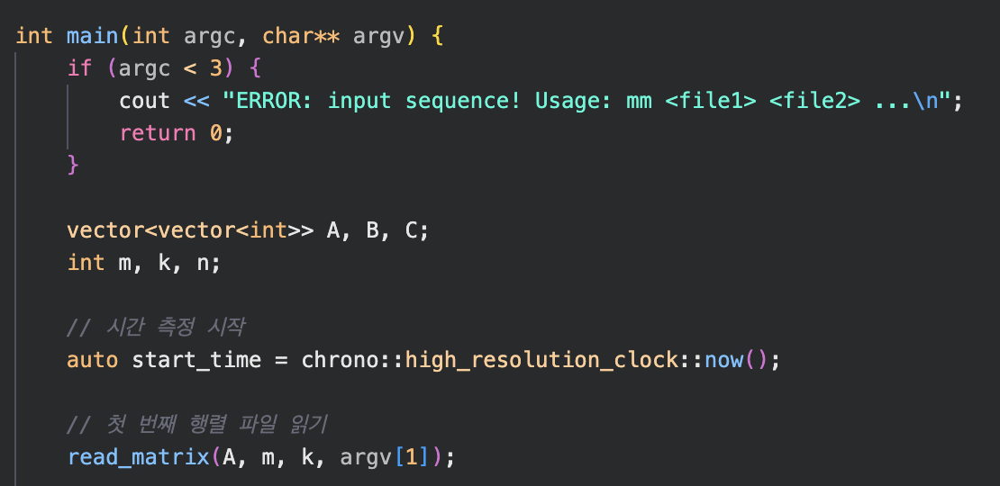 int main(int argc, char** argv) {
if (argc < 3) {
cout << "ERROR: input sequence! Usage: mm <file1> <file2> ...\n";
return 0;
}
vector<vector<int>> A, B, C;
int m, k, n;
// 시간 측정 시작
auto start_time = chrono::high_resolution_clock::now();
// 첫 번째 행렬 파일 읽기
read_matrix(A, m, k, argv[1]);